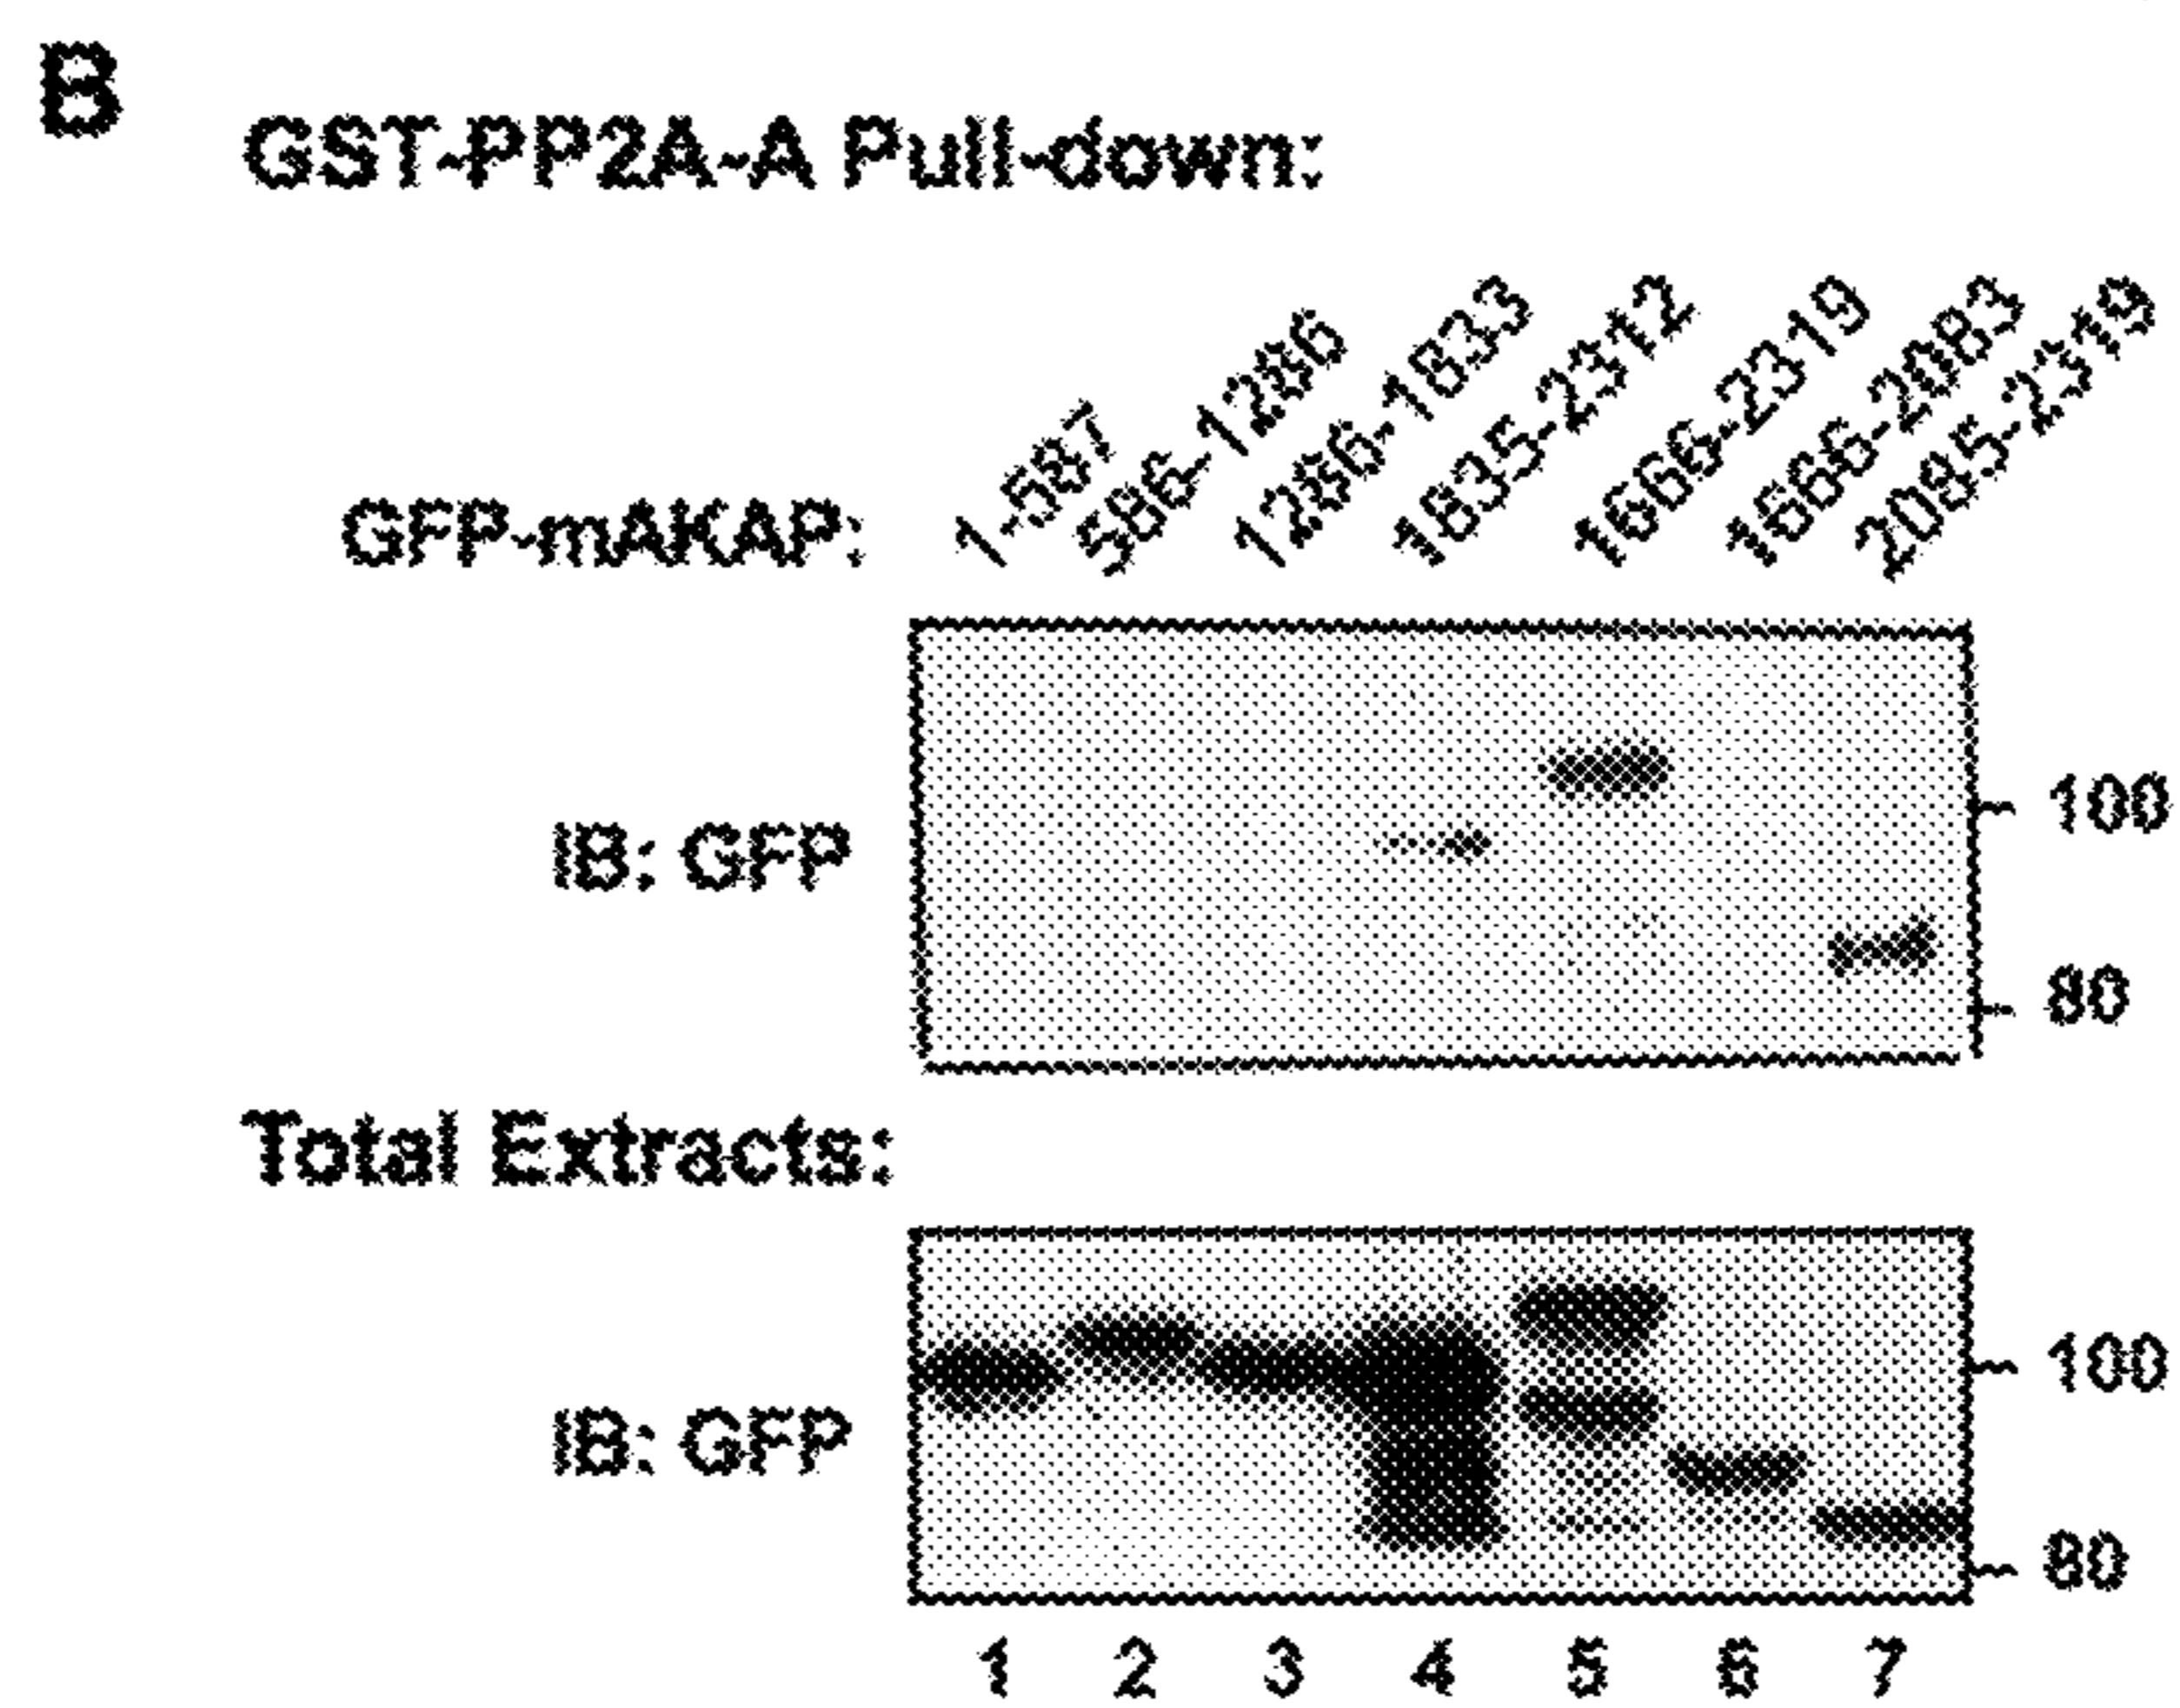 B
GST-PP2A-A Pull-down:
GFP-mAKAP:
1-587
586-1286
1286-1833
1835-2312
1666-2319
1666-2083
2085-2319
IB: GFP
100
80
Total Extracts:
IB: GFP
100
80
1 2 3 4 5 6 7